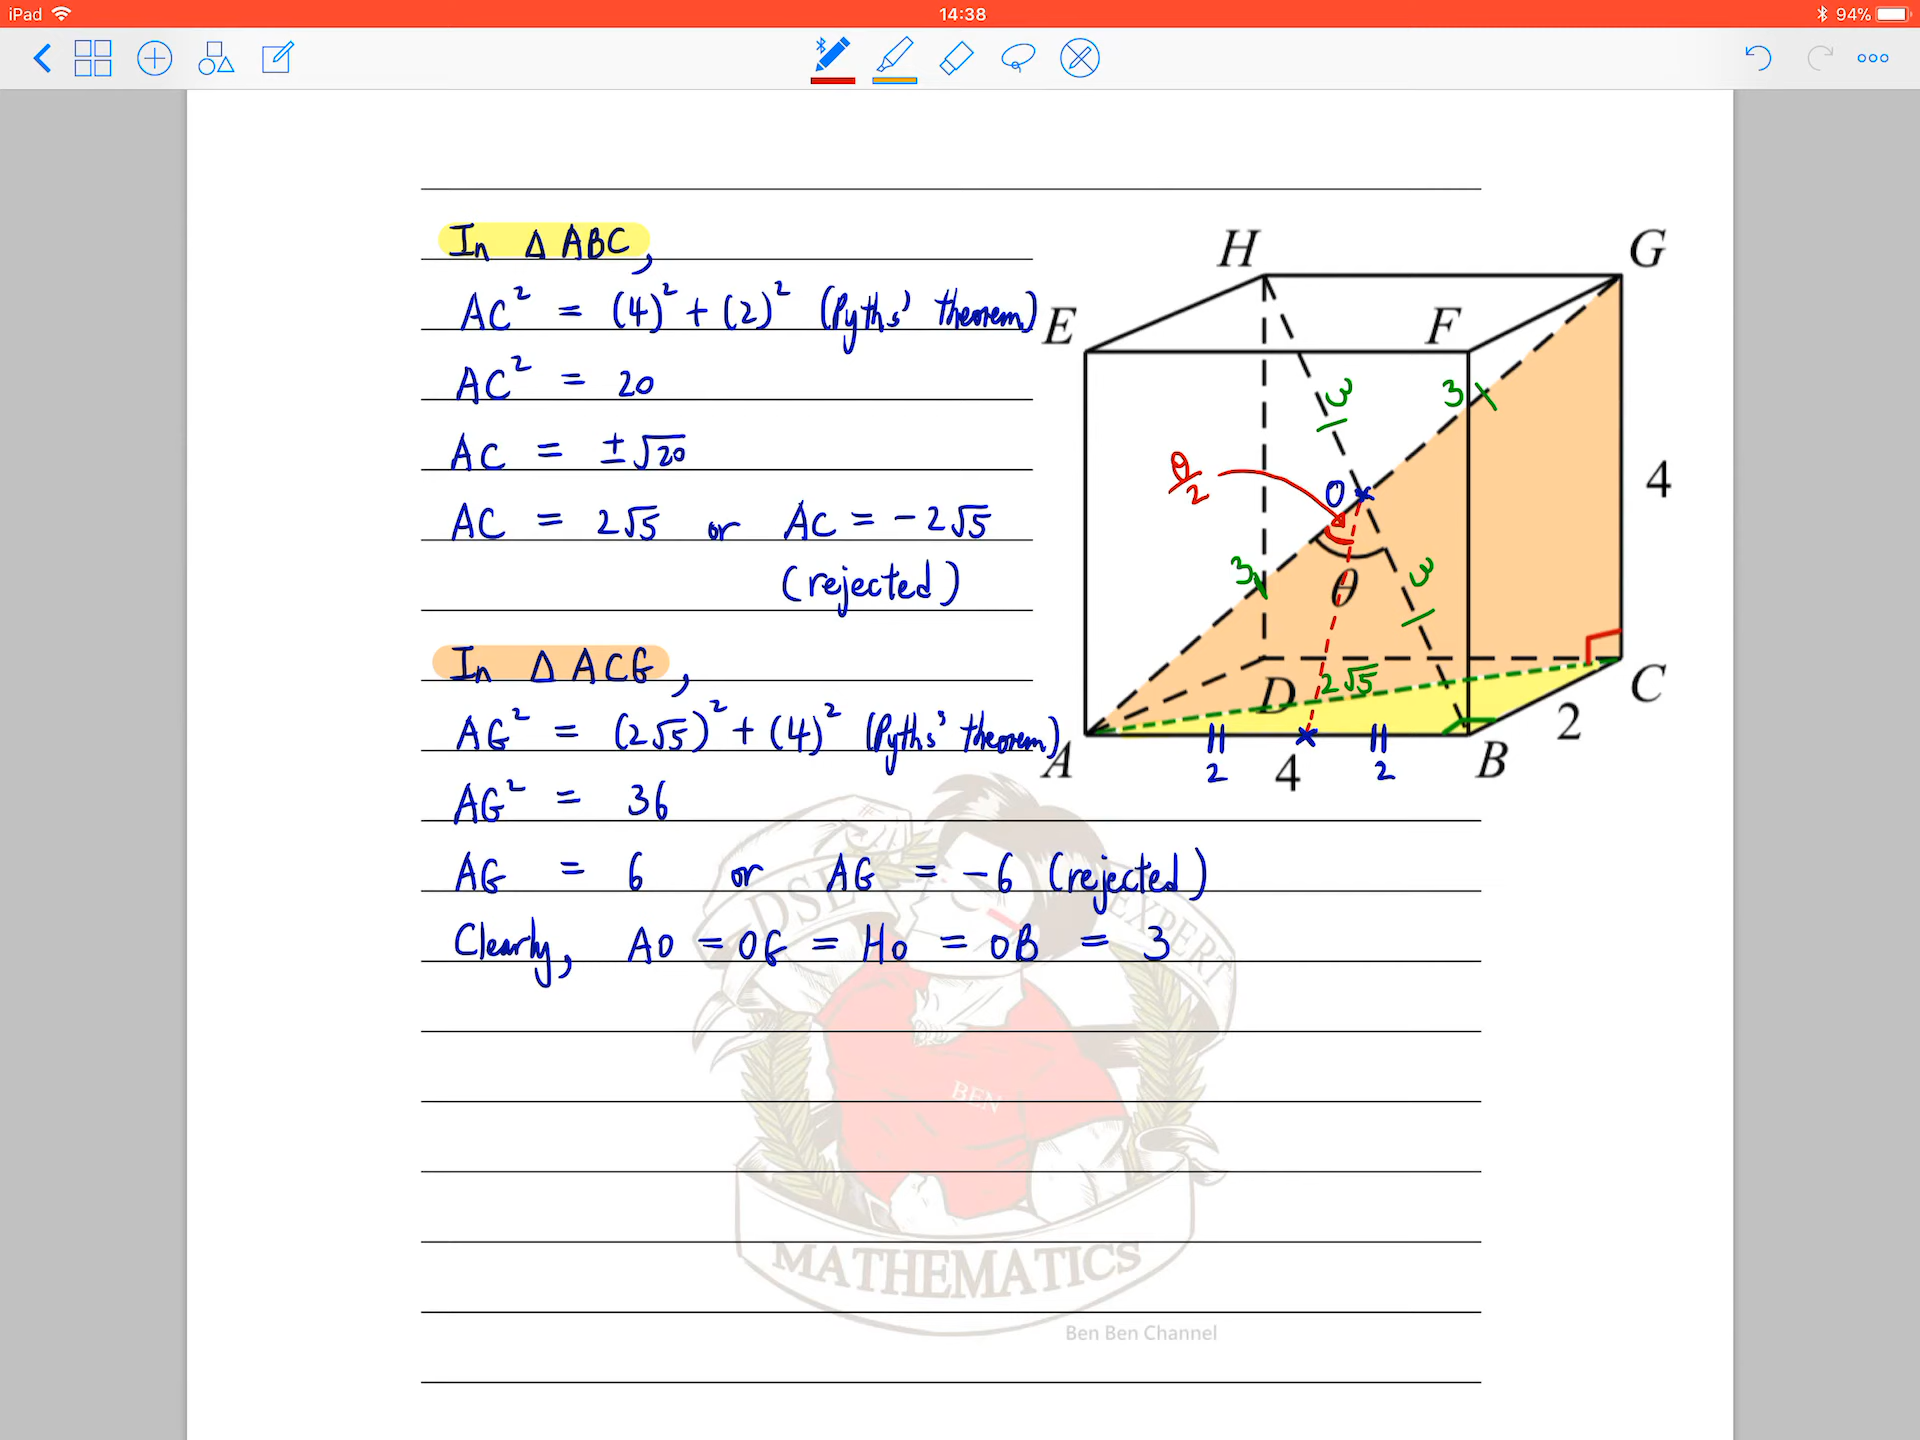 iPad 14:38 94%
In Δ ABC,
AC² = (4)² + (2)² (Pyths' theorem)
AC² = 20
AC = ±√20
AC = 2√5 or AC = -2√5
(rejected)
In Δ ACG,
AG² = (2√5)² + (4)² (Pyths' theorem)
AG² = 36
AG = 6 or AG = -6 (rejected)
Clearly, AO = OG = HO = OB = 3
H G
E F
3 3
θ/2 O 4
3 θ 3
D 2√5 C
2
A 2 4 2 B
DSE EXPERT
BEN
MATHEMATICS
Ben Ben Channel